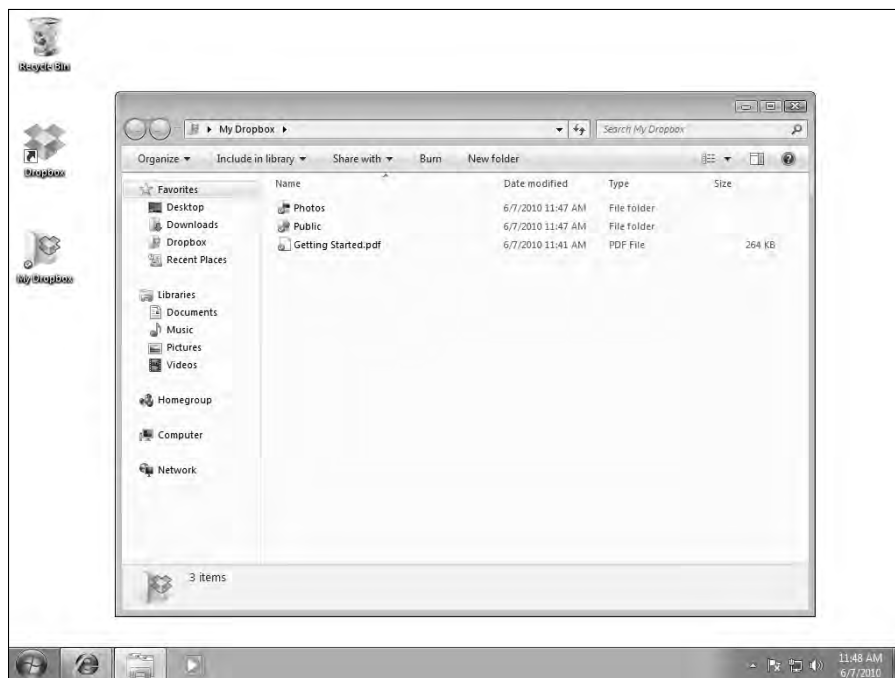 Recycle Bin
Dropbox
My Dropbox
My Dropbox
Search My Dropbox
Organize
Include in library
Share with
Burn
New folder
Name
Date modified
Type
Size
Favorites
Desktop
Downloads
Dropbox
Recent Places
Libraries
Documents
Music
Pictures
Videos
Homegroup
Computer
Network
Photos 6/7/2010 11:47 AM File folder
Public 6/7/2010 11:47 AM File folder
Getting Started.pdf 6/7/2010 11:41 AM PDF File 264 KB
3 items
11:48 AM
6/7/2010